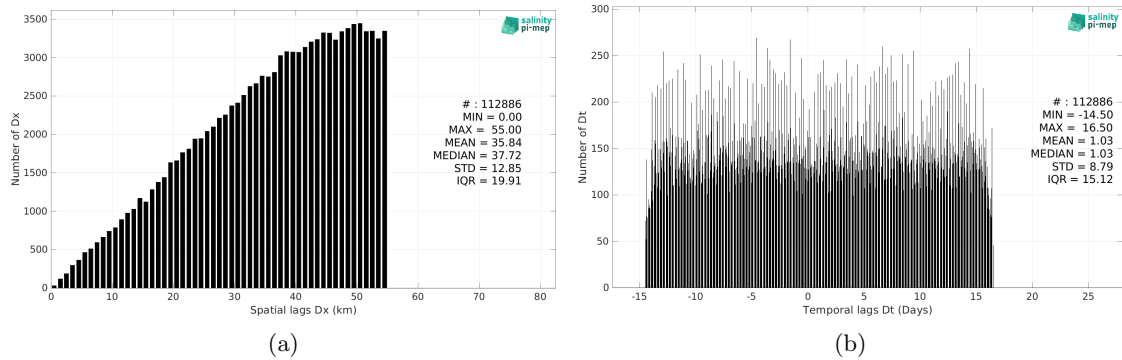 3500
3000
2500
2000
1500
1000
500
0
Number of Dx
0 10 20 30 40 50 60 70 80
Spatial lags Dx (km)
salinity
pi-mep
# : 112886
MIN = 0.00
MAX = 55.00
MEAN = 35.84
MEDIAN = 37.72
STD = 12.85
IQR = 19.91
(a)
300
250
200
150
100
50
0
Number of Dt
-15 -10 -5 0 5 10 15 20 25
Temporal lags Dt (Days)
salinity
pi-mep
# : 112886
MIN = -14.50
MAX = 16.50
MEAN = 1.03
MEDIAN = 1.03
STD = 8.79
IQR = 15.12
(b)